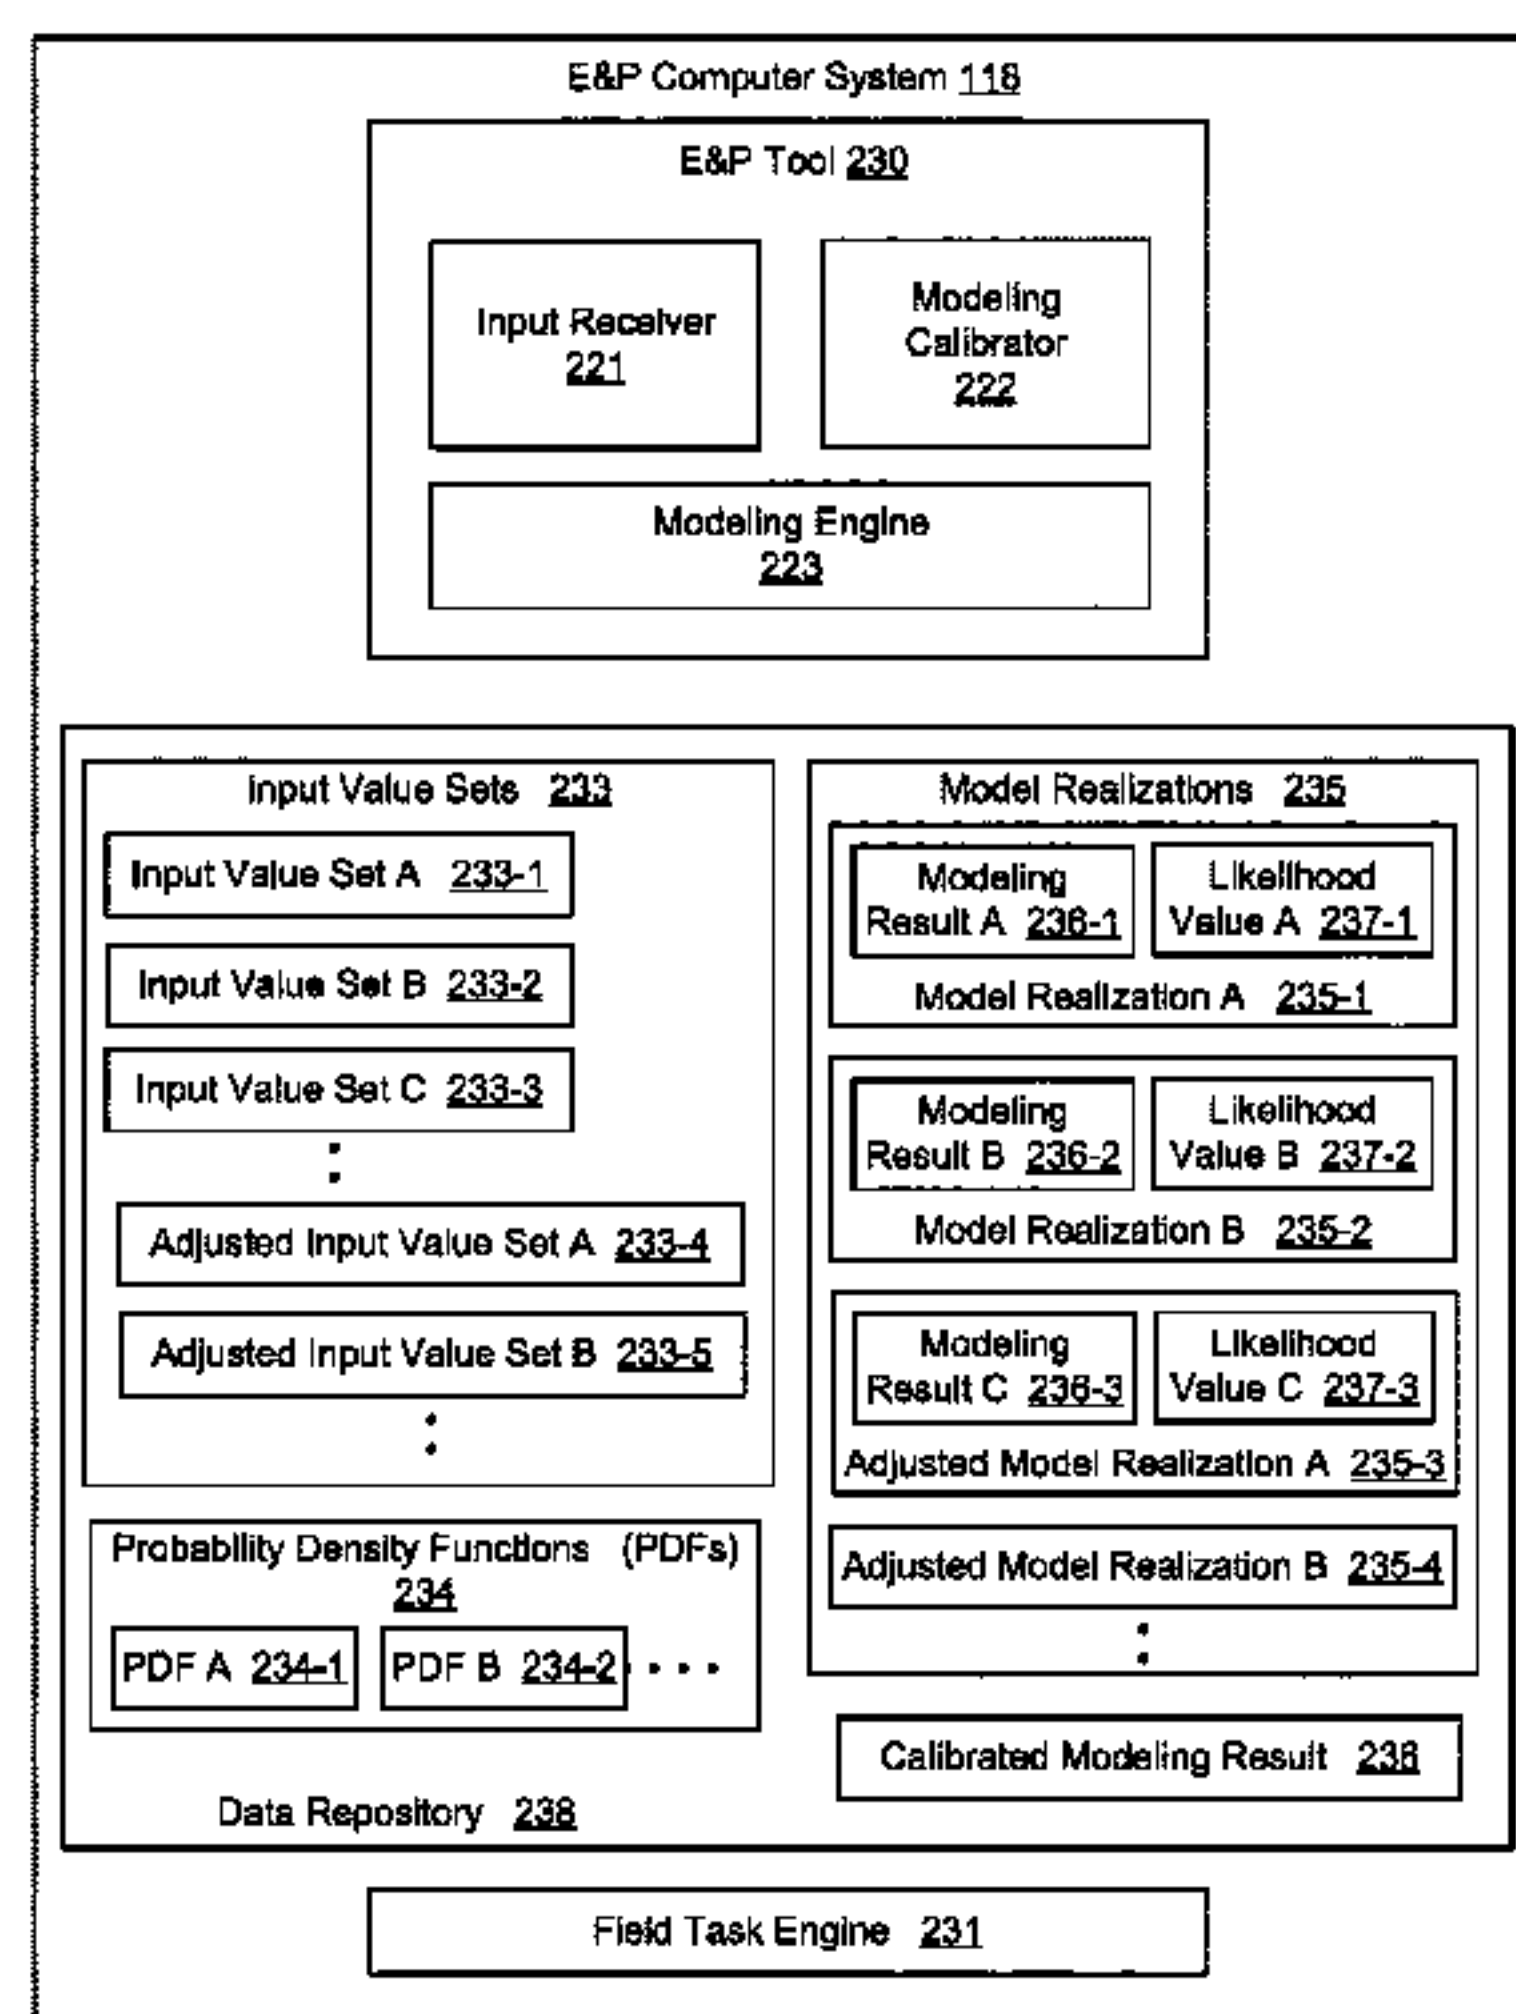 E&P Computer System 118
E&P Tool 230
Input Receiver
221
Modeling
Calibrator
222
Modeling Engine
223
Input Value Sets 233
Input Value Set A 233-1
Input Value Set B 233-2
Input Value Set C 233-3
Adjusted Input Value Set A 233-4
Adjusted Input Value Set B 233-5
Probability Density Functions (PDFs)
234
PDF A 234-1
PDF B 234-2
Model Realizations 235
Modeling
Result A 236-1
Likelihood
Value A 237-1
Model Realization A 235-1
Modeling
Result B 236-2
Likelihood
Value B 237-2
Model Realization B 235-2
Modeling
Result C 236-3
Likelihood
Value C 237-3
Adjusted Model Realization A 235-3
Adjusted Model Realization B 235-4
Calibrated Modeling Result 236
Data Repository 238
Field Task Engine 231